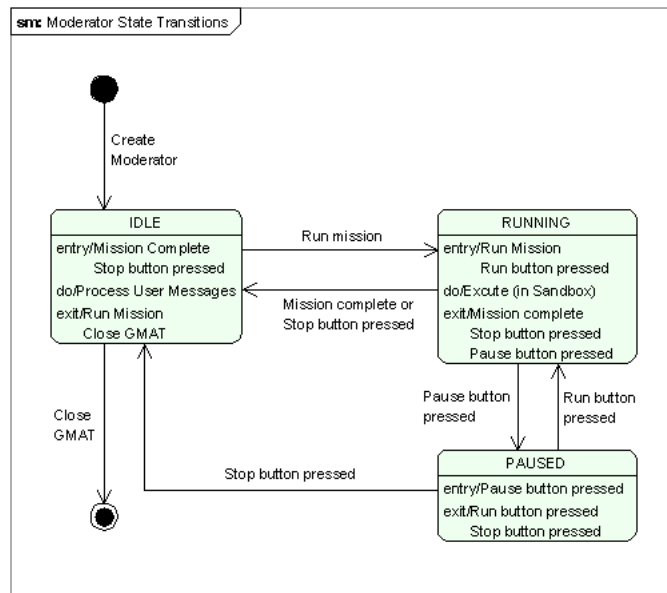 sm: Moderator State Transitions
Create
Moderator
IDLE
entry/Mission Complete
Stop button pressed
do/Process User Messages
exit/Run Mission
Close GMAT
Run mission
Mission complete or
Stop button pressed
RUNNING
entry/Run Mission
Run button pressed
do/Excute (in Sandbox)
exit/Mission complete
Stop button pressed
Pause button pressed
Close
GMAT
Pause button
pressed
Run button
pressed
Stop button pressed
PAUSED
entry/Pause button pressed
exit/Run button pressed
Stop button pressed